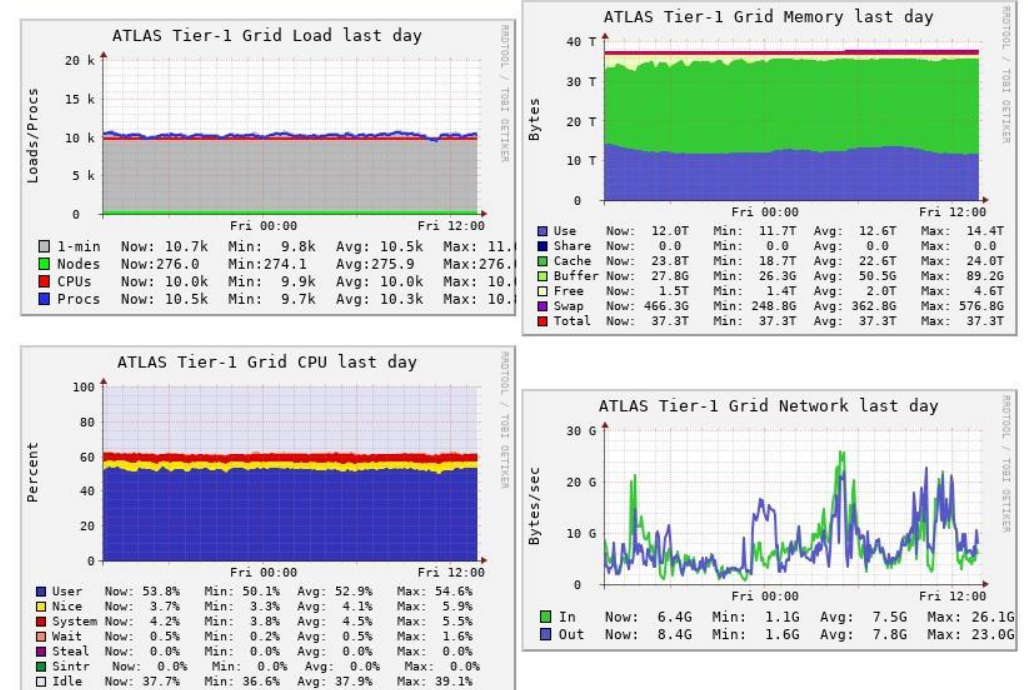 ATLAS Tier-1 Grid Load last day
RRDTOOL / TOBI OETIKER
Loads/Procs
20 k
15 k
10 k
5 k
0
Fri 00:00 Fri 12:00
1-min Now: 10.7k Min: 9.8k Avg: 10.5k Max: 11.
Nodes Now:276.0 Min:274.1 Avg:275.9 Max:276.
CPUs Now: 10.0k Min: 9.9k Avg: 10.0k Max: 10.
Procs Now: 10.5k Min: 9.7k Avg: 10.3k Max: 10.
ATLAS Tier-1 Grid Memory last day
RRDTOOL / TOBI OETIKER
Bytes
40 T
30 T
20 T
10 T
0
Fri 00:00 Fri 12:00
Use Now: 12.0T Min: 11.7T Avg: 12.6T Max: 14.4T
Share Now: 0.0 Min: 0.0 Avg: 0.0 Max: 0.0
Cache Now: 23.8T Min: 18.7T Avg: 22.6T Max: 24.0T
Buffer Now: 27.8G Min: 26.3G Avg: 50.5G Max: 89.2G
Free Now: 1.5T Min: 1.4T Avg: 2.0T Max: 4.6T
Swap Now: 466.3G Min: 248.8G Avg: 362.8G Max: 576.8G
Total Now: 37.3T Min: 37.3T Avg: 37.3T Max: 37.3T
ATLAS Tier-1 Grid CPU last day
RRDTOOL / TOBI OETIKER
Percent
100
80
60
40
20
0
Fri 00:00 Fri 12:00
User Now: 53.8% Min: 50.1% Avg: 52.9% Max: 54.6%
Nice Now: 3.7% Min: 3.3% Avg: 4.1% Max: 5.9%
System Now: 4.2% Min: 3.8% Avg: 4.5% Max: 5.5%
Wait Now: 0.5% Min: 0.2% Avg: 0.5% Max: 1.6%
Steal Now: 0.0% Min: 0.0% Avg: 0.0% Max: 0.0%
Sintr Now: 0.0% Min: 0.0% Avg: 0.0% Max: 0.0%
Idle Now: 37.7% Min: 36.6% Avg: 37.9% Max: 39.1%
ATLAS Tier-1 Grid Network last day
RRDTOOL / TOBI OETIKER
Bytes/sec
30 G
20 G
10 G
0
Fri 00:00 Fri 12:00
In Now: 6.4G Min: 1.1G Avg: 7.5G Max: 26.1G
Out Now: 8.4G Min: 1.6G Avg: 7.8G Max: 23.0G